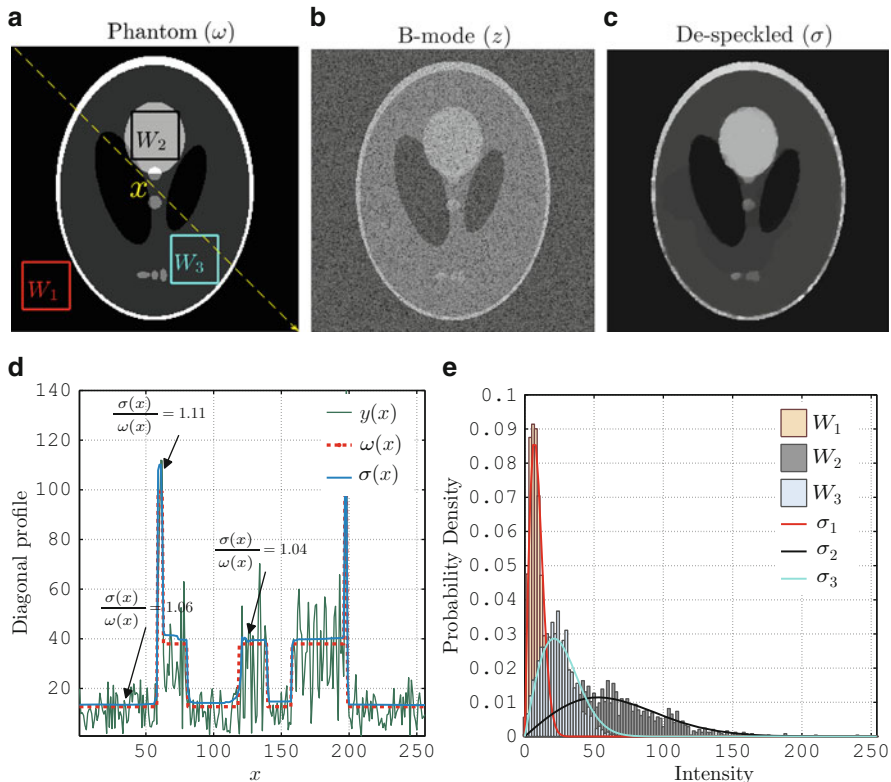 a
Phantom (ω)
b
B-mode (z)
c
De-speckled (σ)
W₂
x
W₃
W₁
d
140
120
100
80
60
40
20
50
100
150
200
250
Diagonal profile
x
σ(x)/ω(x) = 1.11
σ(x)/ω(x) = 1.04
σ(x)/ω(x) = 1.06
y(x)
ω(x)
σ(x)
e
0.1
0.09
0.08
0.07
0.06
0.05
0.04
0.03
0.02
0.01
0
0
50
100
150
200
250
Probability Density
Intensity
W₁
W₂
W₃
σ₁
σ₂
σ₃